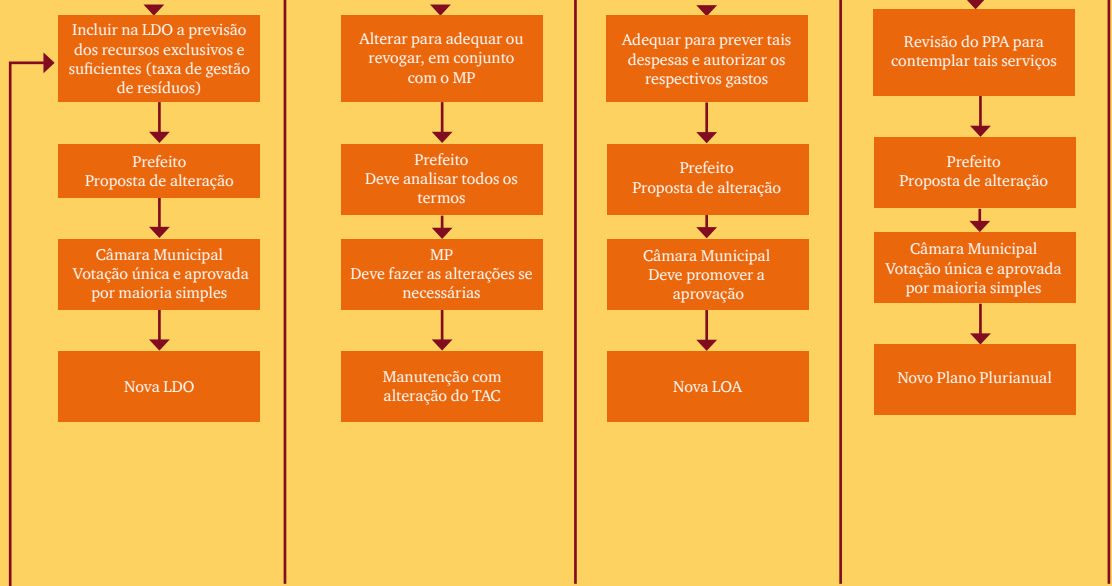 Incluir na LDO a previsão
dos recursos exclusivos e
suficientes (taxa de gestão
de resíduos)
Prefeito
Proposta de alteração
Câmara Municipal
Votação única e aprovada
por maioria simples
Nova LDO
Alterar para adequar ou
revogar, em conjunto
com o MP
Prefeito
Deve analisar todos os
termos
MP
Deve fazer as alterações se
necessárias
Manutenção com
alteração do TAC
Adequar para prever tais
despesas e autorizar os
respectivos gastos
Prefeito
Proposta de alteração
Câmara Municipal
Deve promover a
aprovação
Nova LOA
Revisão do PPA para
contemplar tais serviços
Prefeito
Proposta de alteração
Câmara Municipal
Votação única e aprovada
por maioria simples
Novo Plano Plurianual